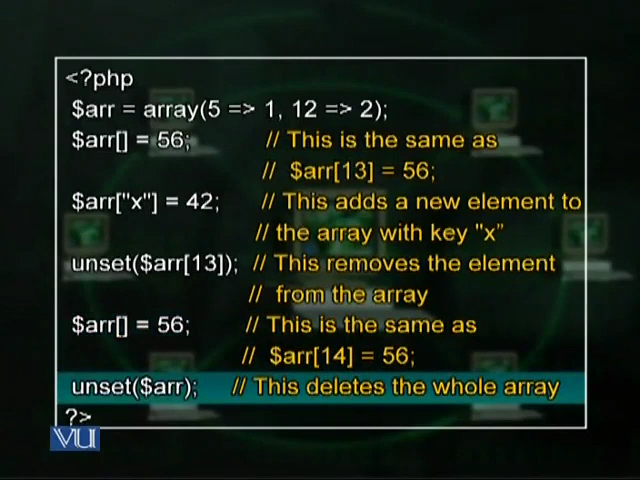 <?php
$arr = array(5 => 1, 12 => 2);
$arr[] = 56; // This is the same as
// $arr[13] = 56;
$arr["x"] = 42; // This adds a new element to
// the array with key "x”
unset($arr[13]); // This removes the element
// from the array
$arr[] = 56; // This is the same as
// $arr[14] = 56;
unset($arr); // This deletes the whole array
?>
VU